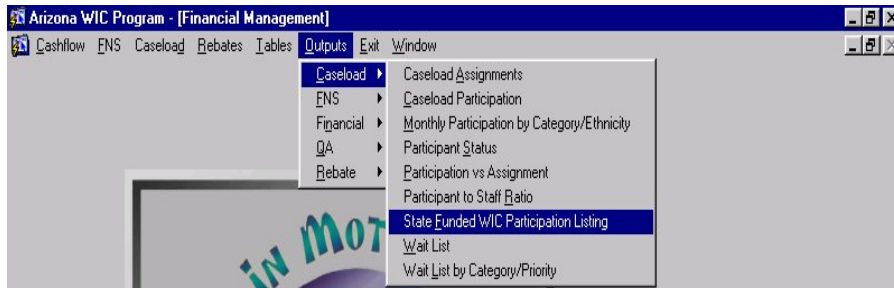 Arizona WIC Program - [Financial Management]
Cashflow FNS Caseload Rebates Tables Outputs Exit Window
Caseload
FNS
Financial
QA
Rebate
Caseload Assignments
Caseload Participation
Monthly Participation by Category/Ethnicity
Participant Status
Participation vs Assignment
Participant to Staff Ratio
State Funded WIC Participation Listing
Wait List
Wait List by Category/Priority
IN MOT